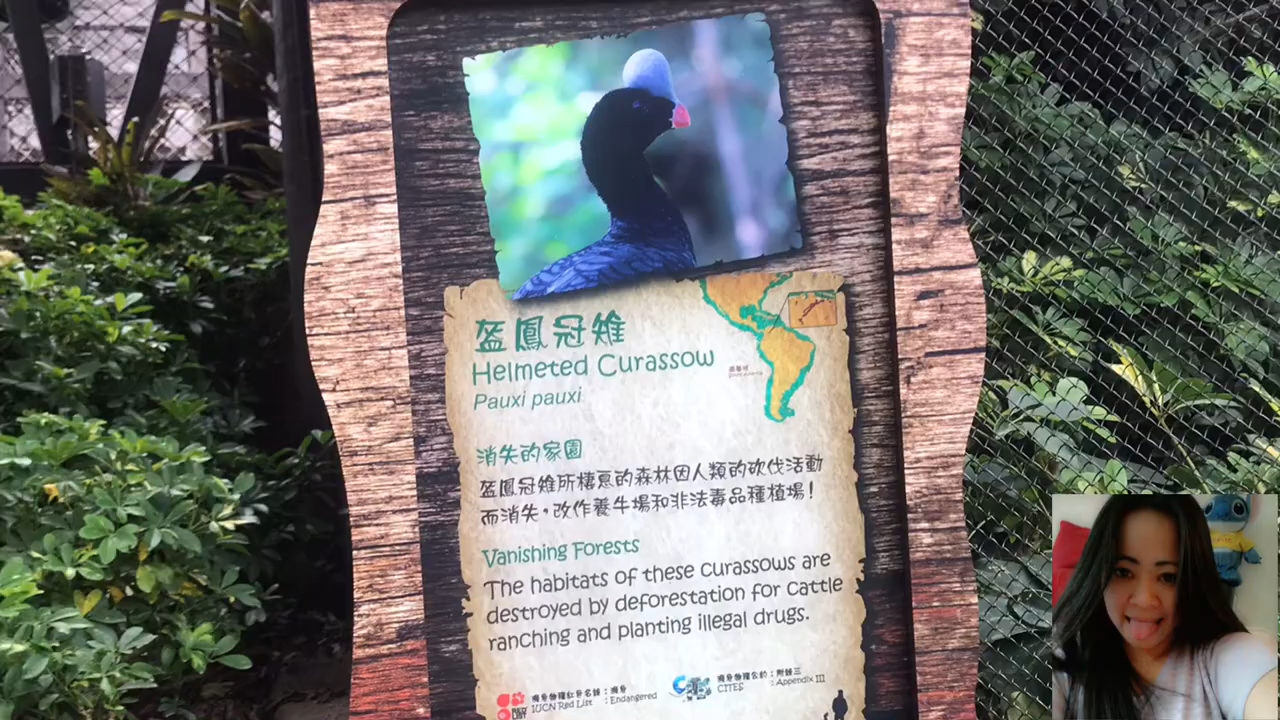 盔鳳冠雉
Helmeted Curassow
Pauxi pauxi
消失的家園
盔鳳冠雉所棲息的森林因人類的砍伐活動
而消失，改作養牛場和非法毒品種植場！
Vanishing Forests
The habitats of these curassows are
destroyed by deforestation for cattle
ranching and planting illegal drugs.
瀕危物種紅色名錄：瀕危
IUCN Red List : Endangered
瀕危物種公約：附錄三
CITES : Appendix III